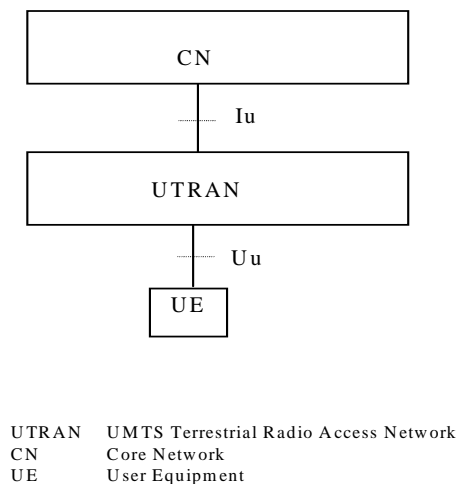 CN
Iu
UTRAN
Uu
UE
UTRAN UMTS Terrestrial Radio Access Network
CN Core Network
UE User Equipment